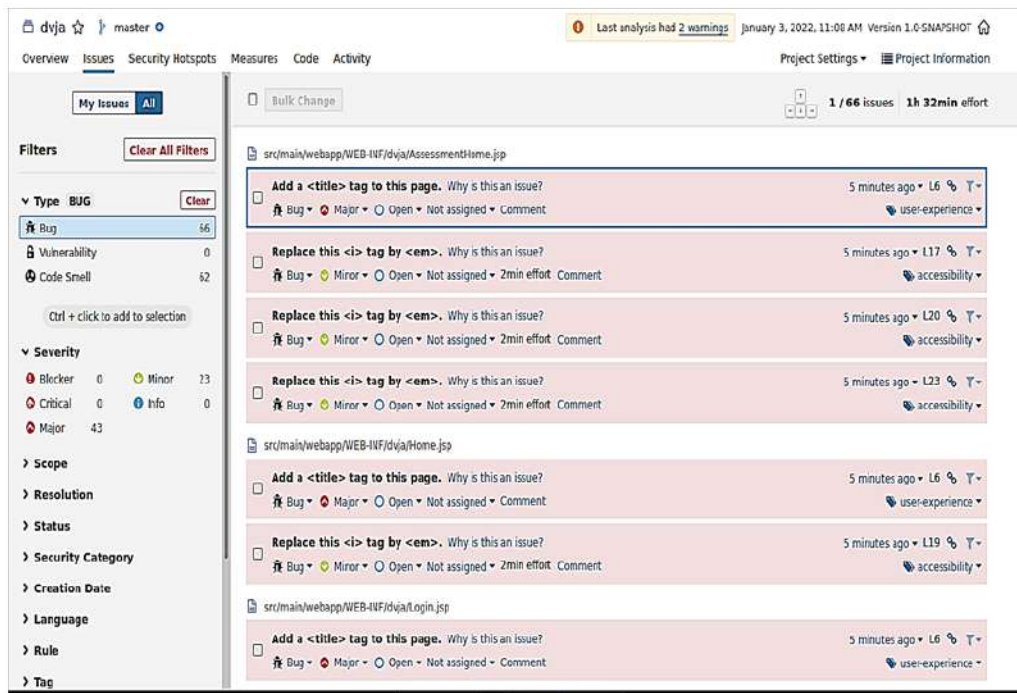 dvja master
Last analysis had 2 warnings January 3, 2022, 11:08 AM Version 1.0-SNAPSHOT
Overview Issues Security Hotspots Measures Code Activity
Project Settings Project Information
My Issues All
Bulk Change
1 / 66 issues 1h 32min effort
Filters Clear All Filters
Type BUG Clear
Bug 66
Vulnerability 0
Code Smell 62
Ctrl + click to add to selection
Severity
Blocker 0 Minor 23
Critical 0 Info 0
Major 43
Scope
Resolution
Status
Security Category
Creation Date
Language
Rule
Tag
src/main/webapp/WEB-INF/dvja/AssessmentHome.jsp
Add a <title> tag to this page. Why is this an issue? 5 minutes ago L6
Bug Major Open Not assigned Comment user-experience
Replace this <i> tag by <em>. Why is this an issue? 5 minutes ago L17
Bug Minor Open Not assigned 2min effort Comment accessibility
Replace this <i> tag by <em>. Why is this an issue? 5 minutes ago L20
Bug Minor Open Not assigned 2min effort Comment accessibility
Replace this <i> tag by <em>. Why is this an issue? 5 minutes ago L23
Bug Minor Open Not assigned 2min effort Comment accessibility
src/main/webapp/WEB-INF/dvja/Home.jsp
Add a <title> tag to this page. Why is this an issue? 5 minutes ago L6
Bug Major Open Not assigned Comment user-experience
Replace this <i> tag by <em>. Why is this an issue? 5 minutes ago L19
Bug Minor Open Not assigned 2min effort Comment accessibility
src/main/webapp/WEB-INF/dvja/Login.jsp
Add a <title> tag to this page. Why is this an issue? 5 minutes ago L6
Bug Major Open Not assigned Comment user-experience